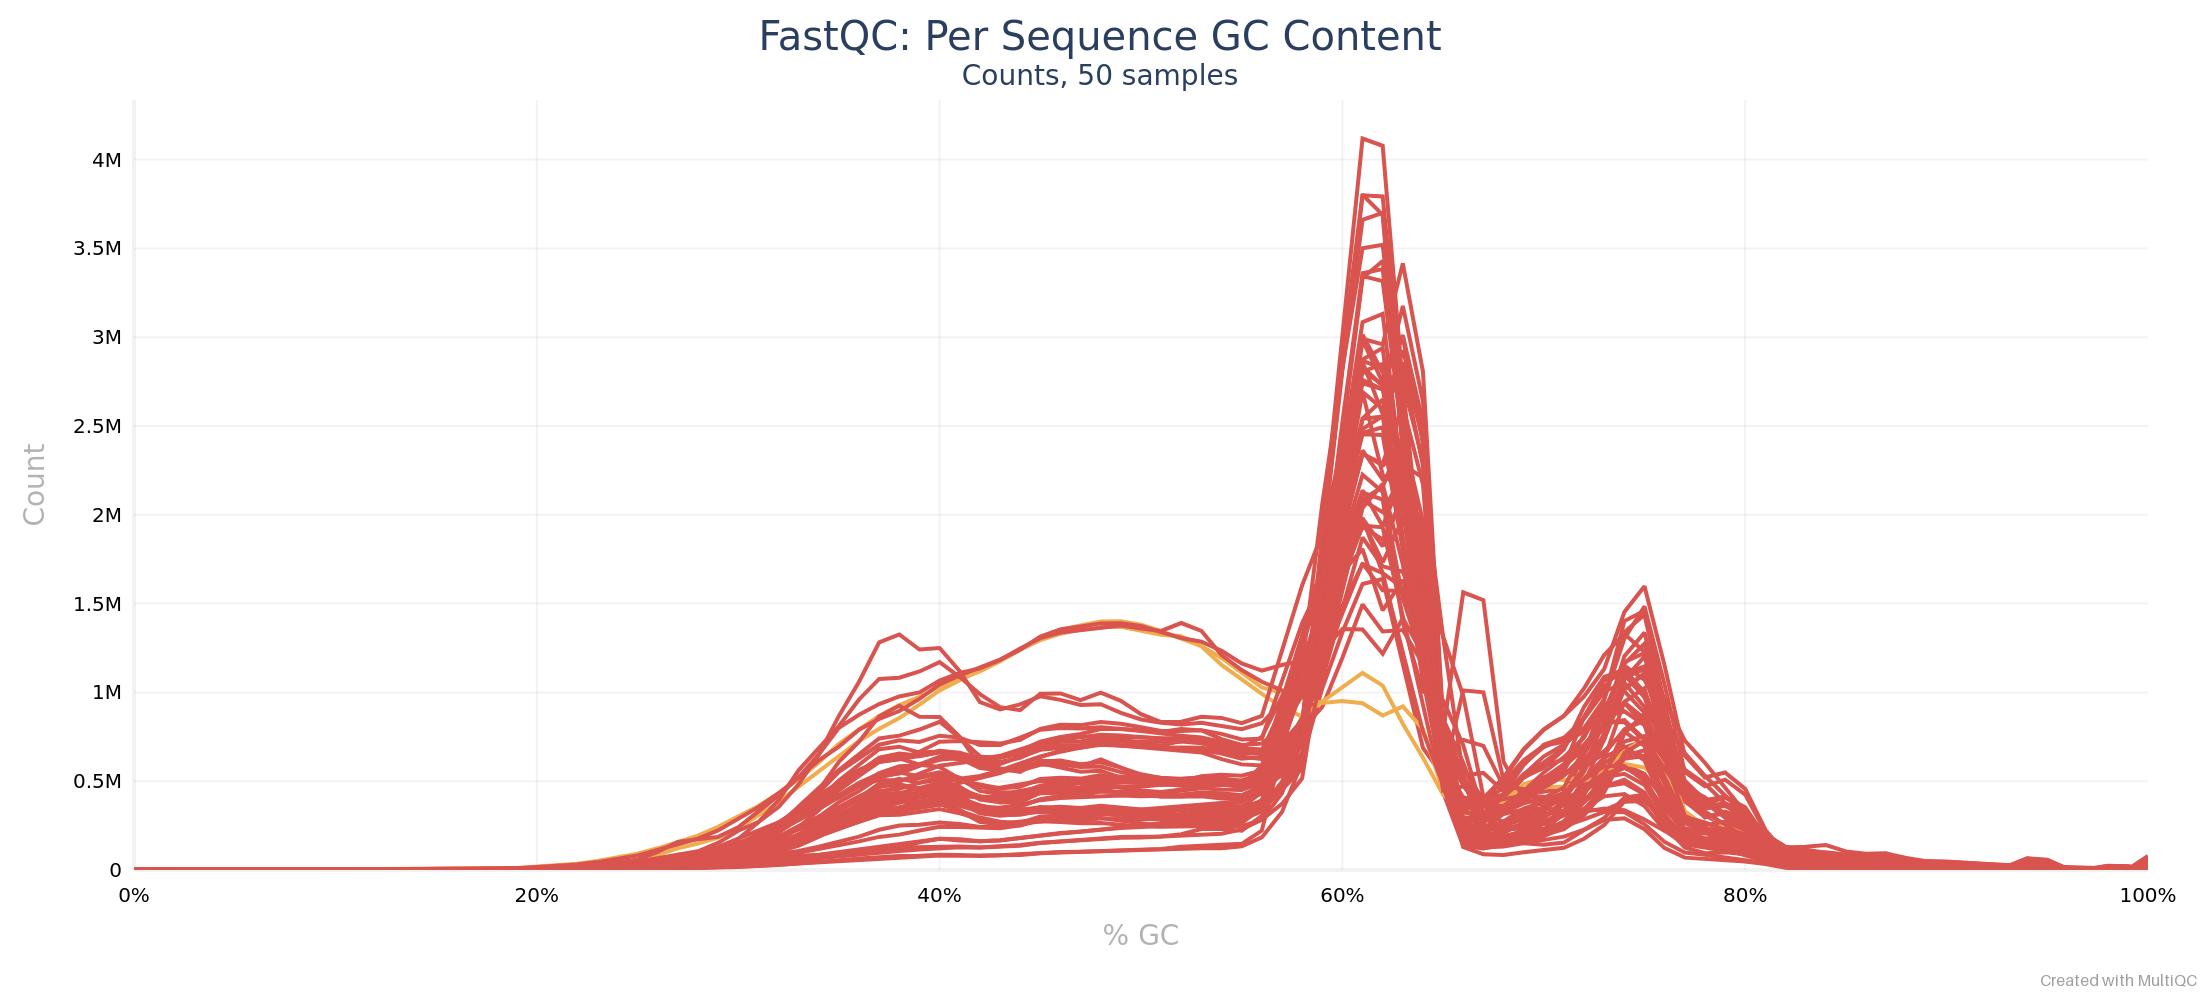 FastQC: Per Sequence GC Content
Counts, 50 samples
4M
3.5M
3M
2.5M
2M
1.5M
1M
0.5M
0
Count
0%
20%
40%
60%
80%
100%
% GC
Created with MultiQC